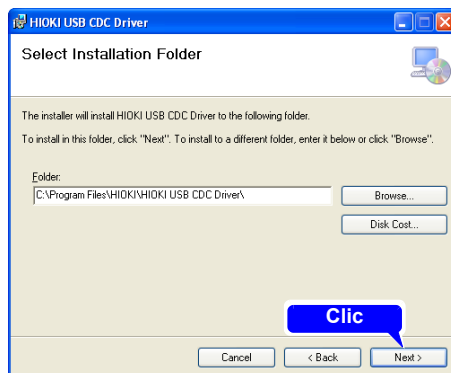 HIOKI USB CDC Driver
Select Installation Folder
The installer will install HIOKI USB CDC Driver to the following folder.
To install in this folder, click "Next". To install to a different folder, enter it below or click "Browse".
Folder:
C:\Program Files\HIOKI\HIOKI USB CDC Driver\
Browse...
Disk Cost...
Clic
Cancel
< Back
Next >